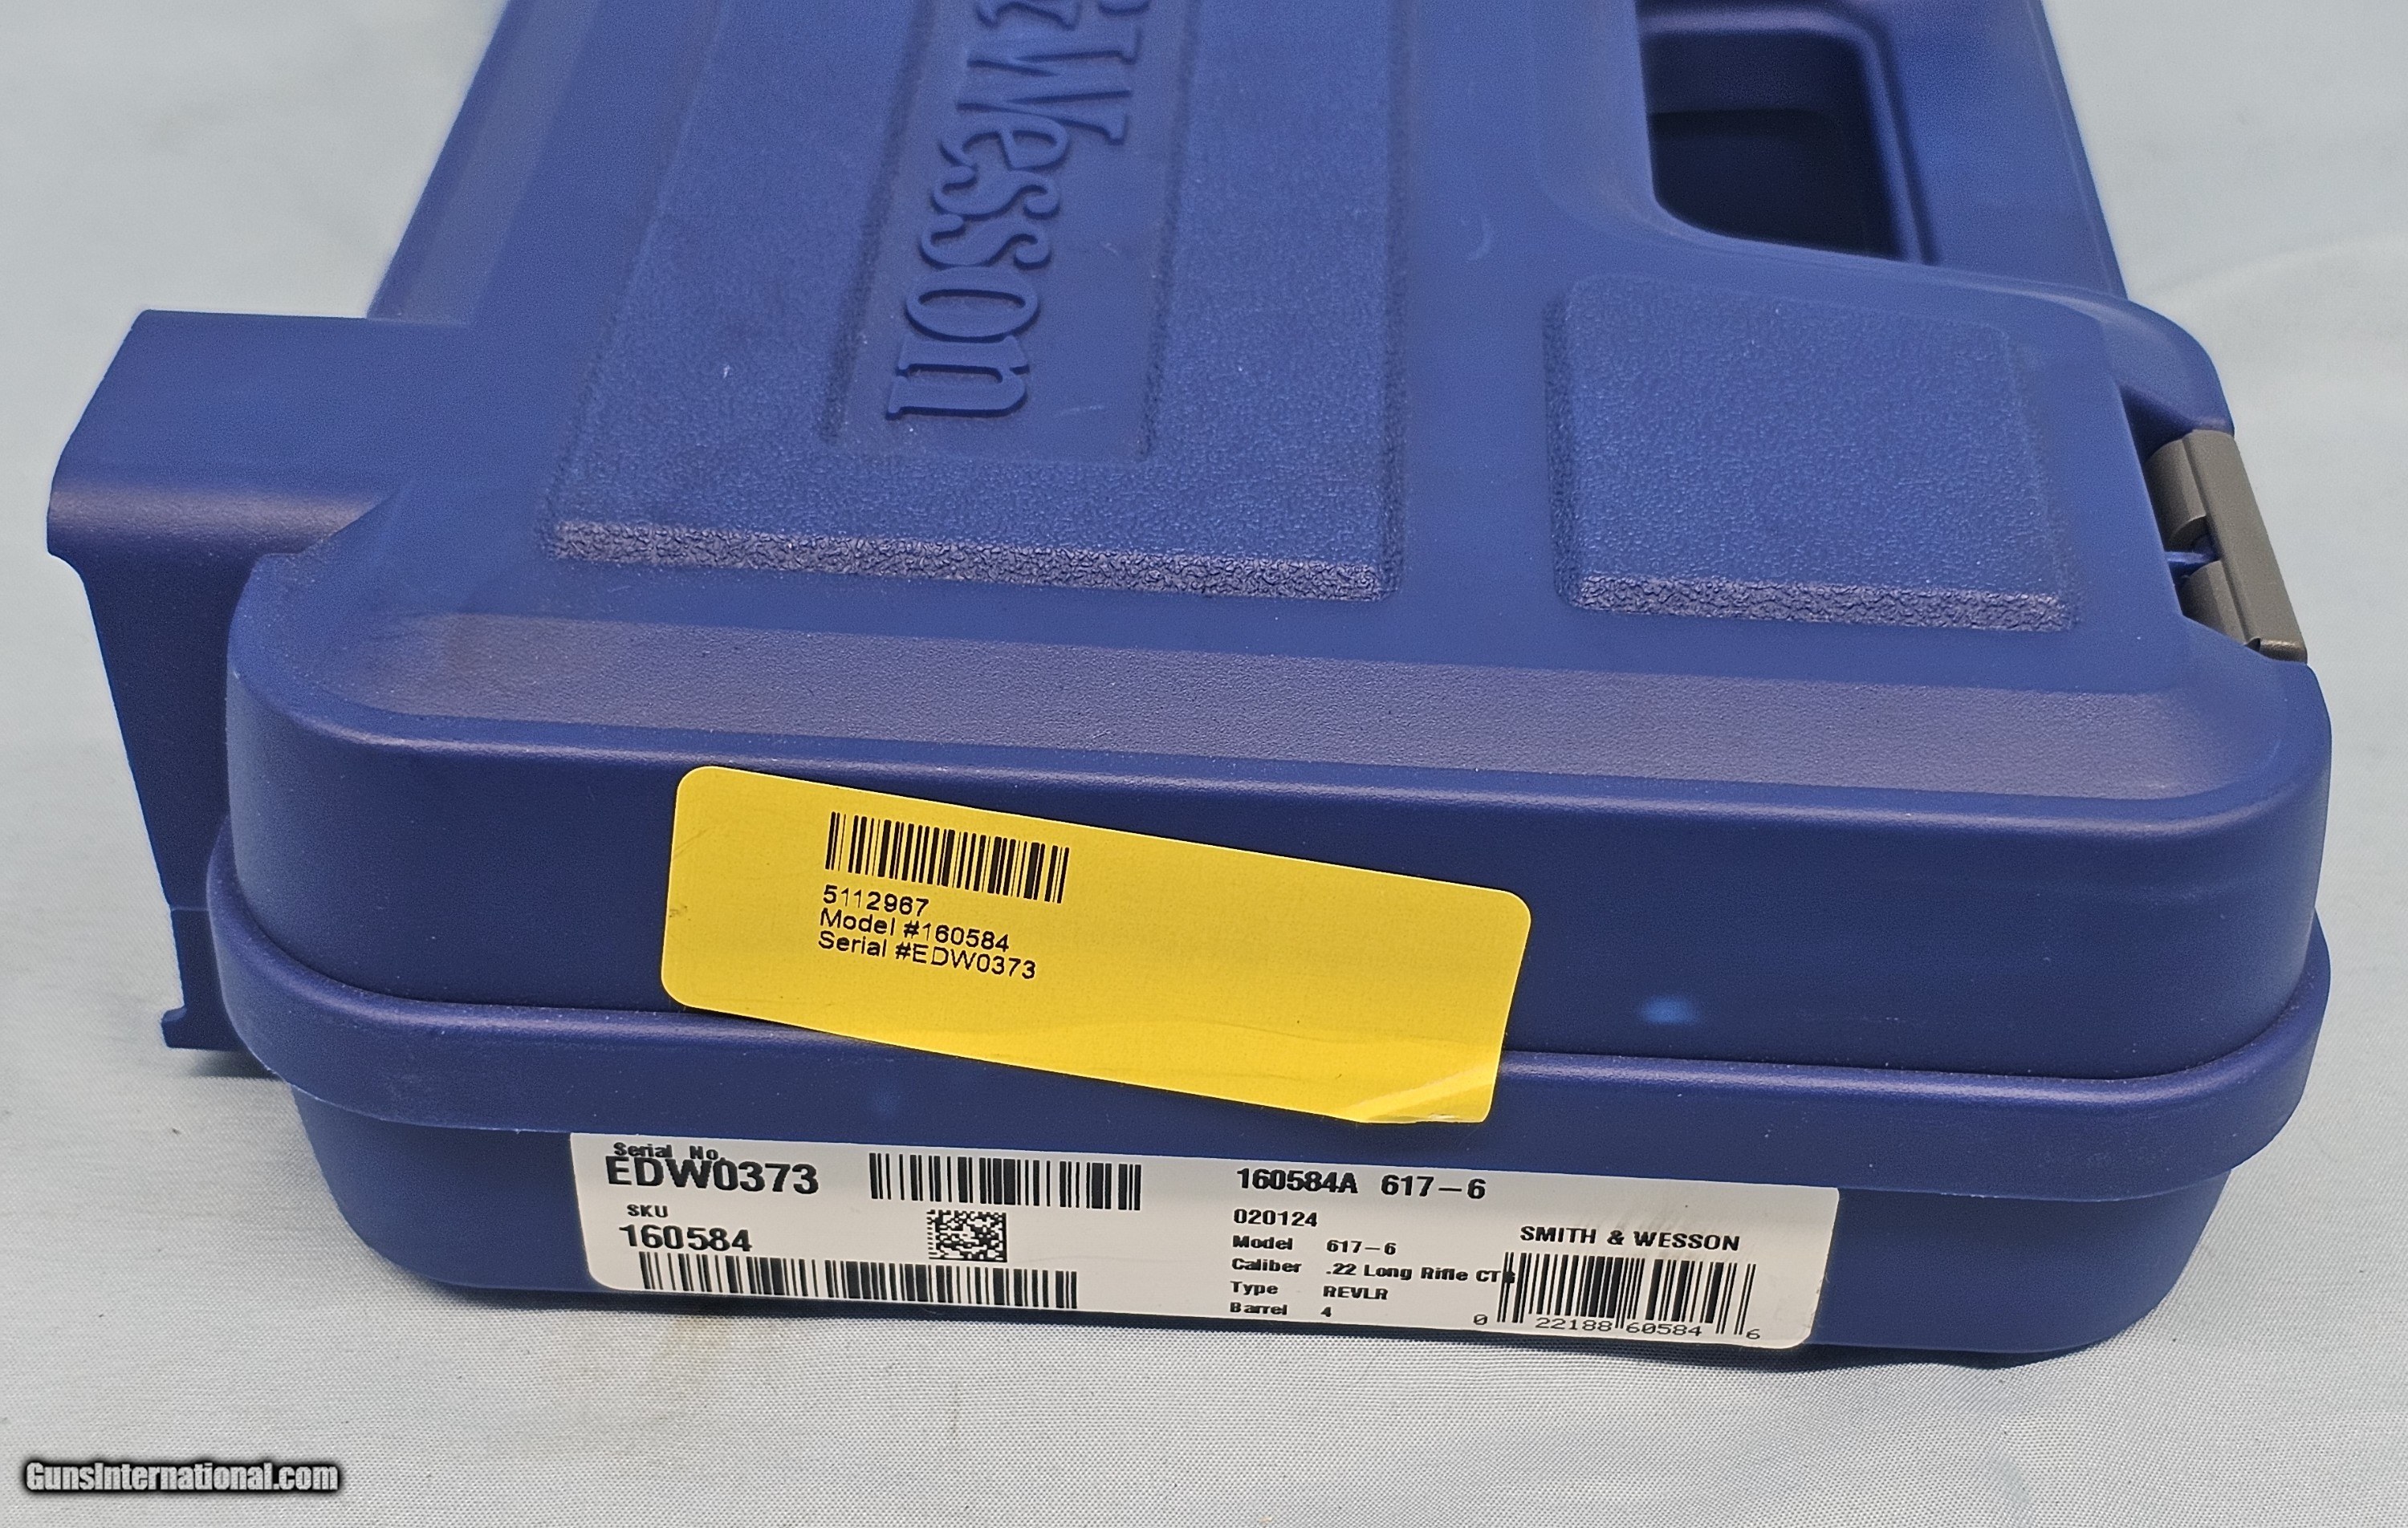 & Wesson
5112967
Model #160584
Serial #EDW0373
Serial No.
EDW0373
SKU
160584
160584A 617-6
020124
Model 617-6
Caliber .22 Long Rifle CTG
Type REVLR
Barrel 4
SMITH & WESSON
0 22188 60584 6
GunsInternational.com